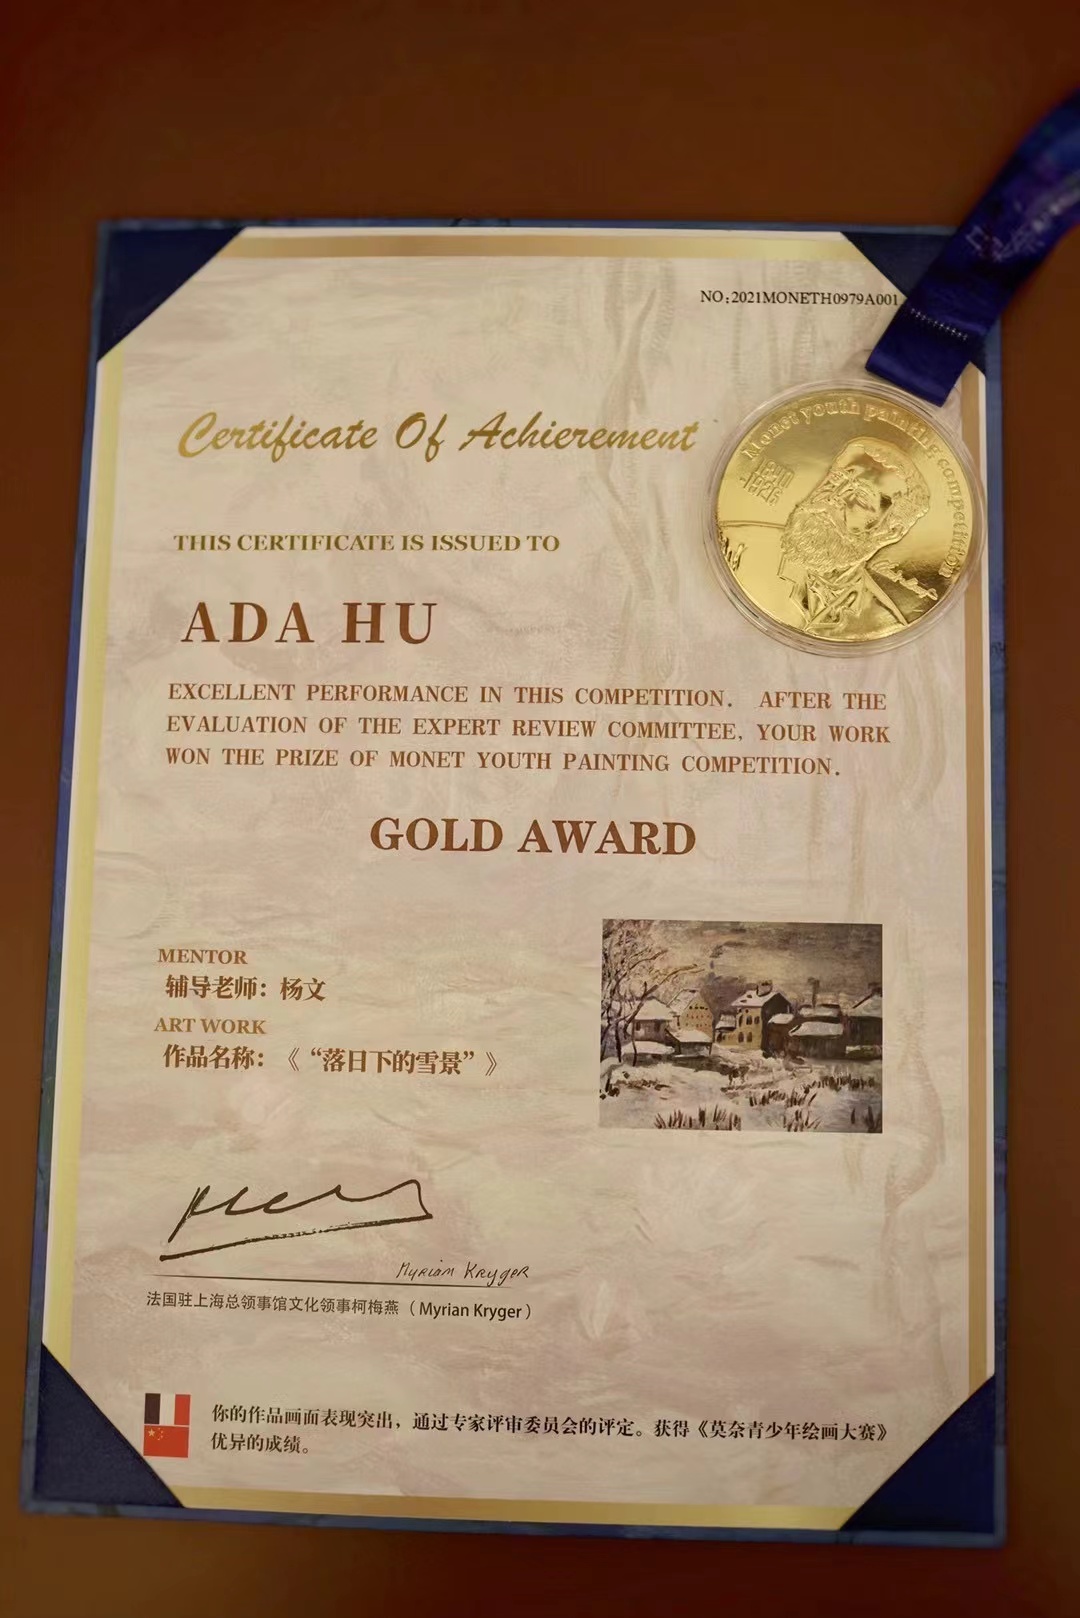 NO:2021MONETH0979A001
Certificate Of Achierement
Monet youth painting competition
THIS CERTIFICATE IS ISSUED TO
ADA HU
EXCELLENT PERFORMANCE IN THIS COMPETITION. AFTER THE
EVALUATION OF THE EXPERT REVIEW COMMITTEE, YOUR WORK
WON THE PRIZE OF MONET YOUTH PAINTING COMPETITION.
GOLD AWARD
MENTOR
辅导老师：杨文
ART WORK
作品名称：《“落日下的雪景”》
Myriam Kryger
法国驻上海总领事馆文化领事柯梅燕（Myrian Kryger）
你的作品画面表现突出，通过专家评审委员会的评定。获得《莫奈青少年绘画大赛》
优异的成绩。